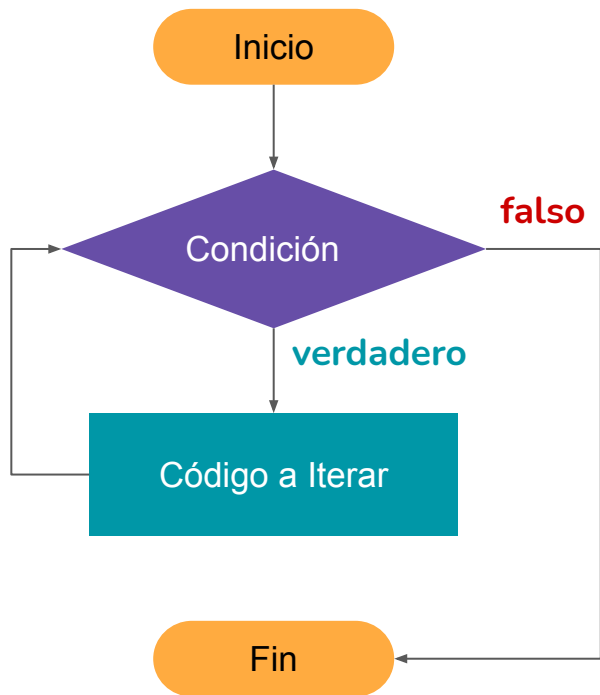 Inicio
falso
Condición
verdadero
Código a Iterar
Fin